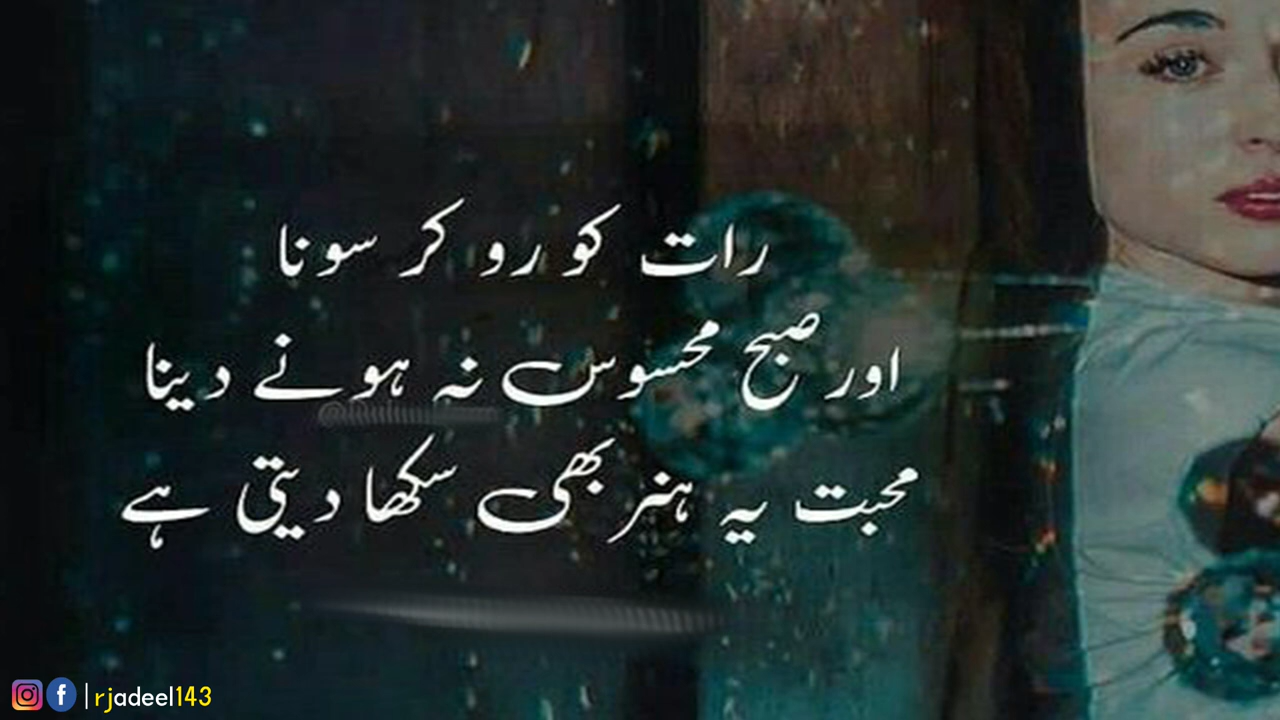 رات کو رو کر سونا
اور صبح محسوس نہ ہونے دینا
محبت یہ ہنر بھی سکھا دیتی ہے
| rjadeel143